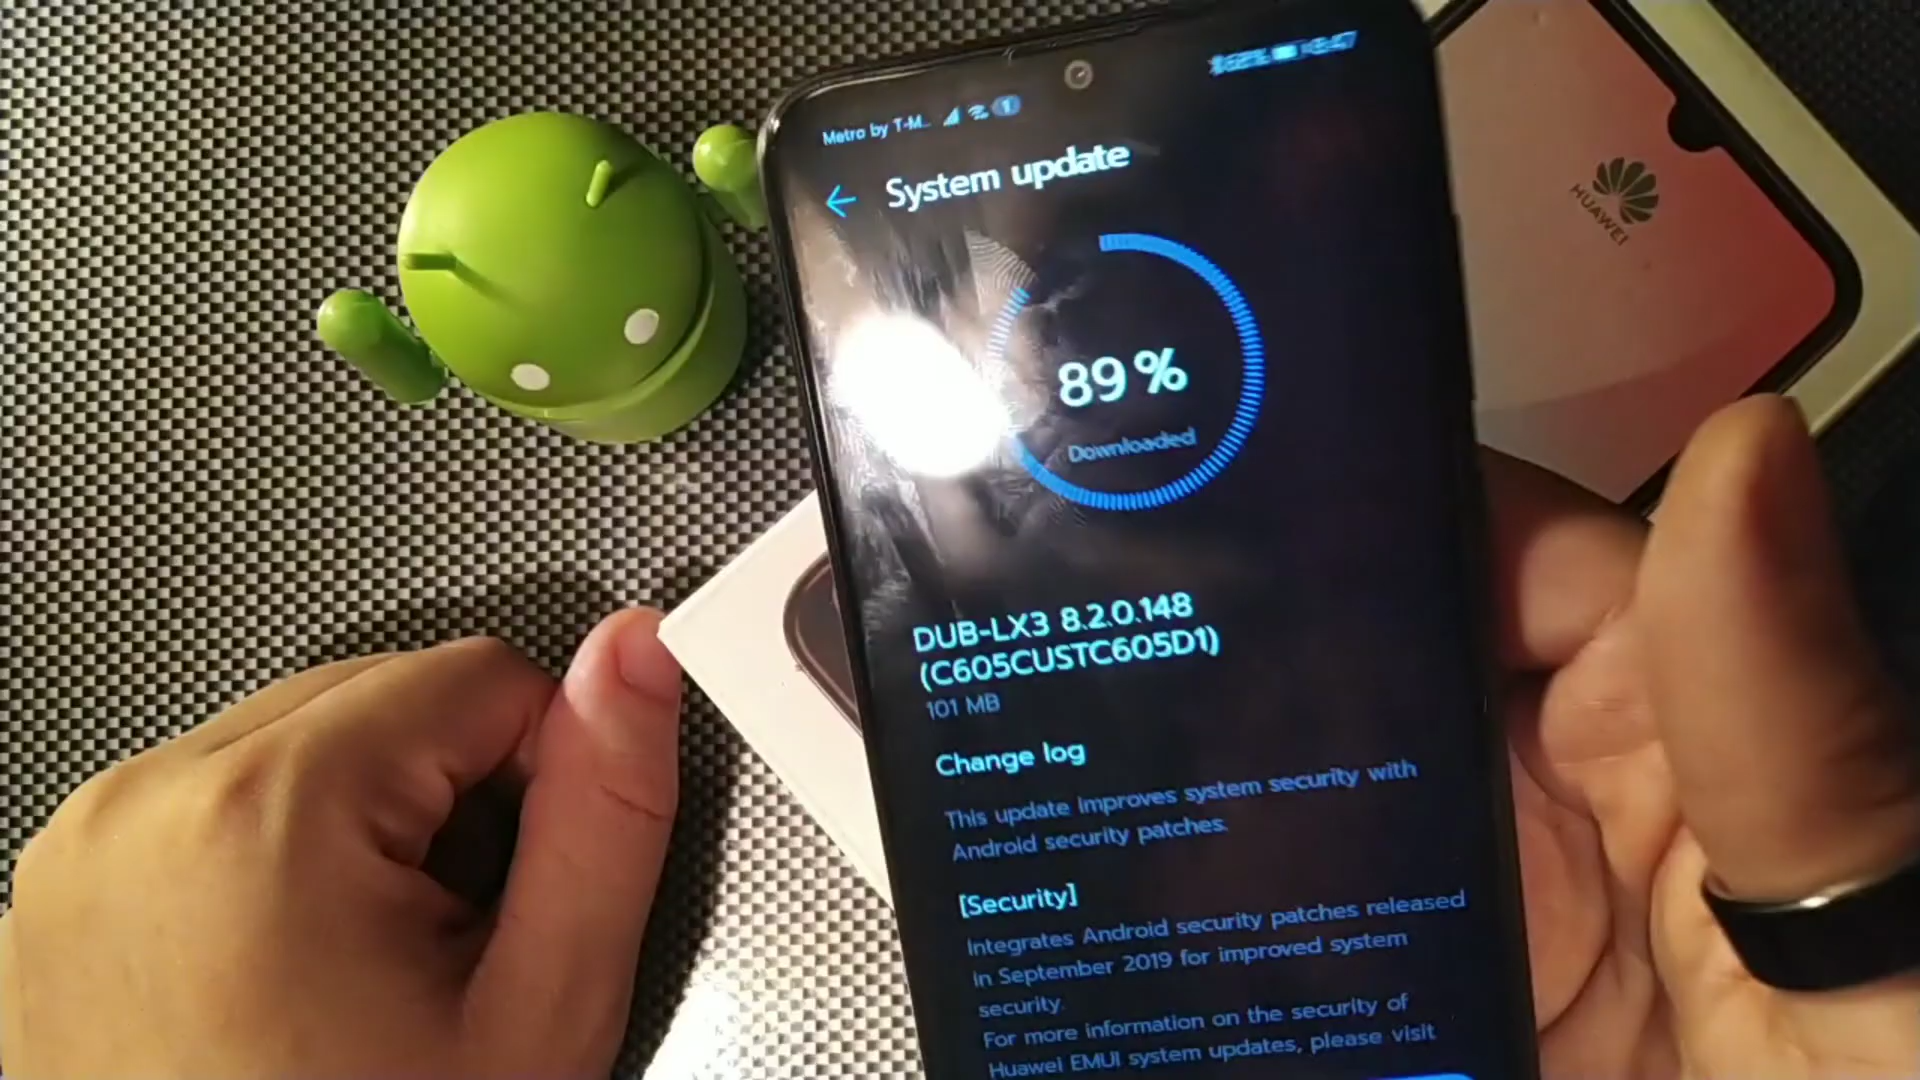 Metro by T-M...
System update
89 %
Downloaded
DUB-LX3 8.2.0.148
(C605CUSTC605D1)
101 MB
Change log
This update improves system security with
Android security patches.
[Security]
Integrates Android security patches released
in September 2019 for improved system
security.
For more information on the security of
Huawei EMUI system updates, please visit
HUAWEI